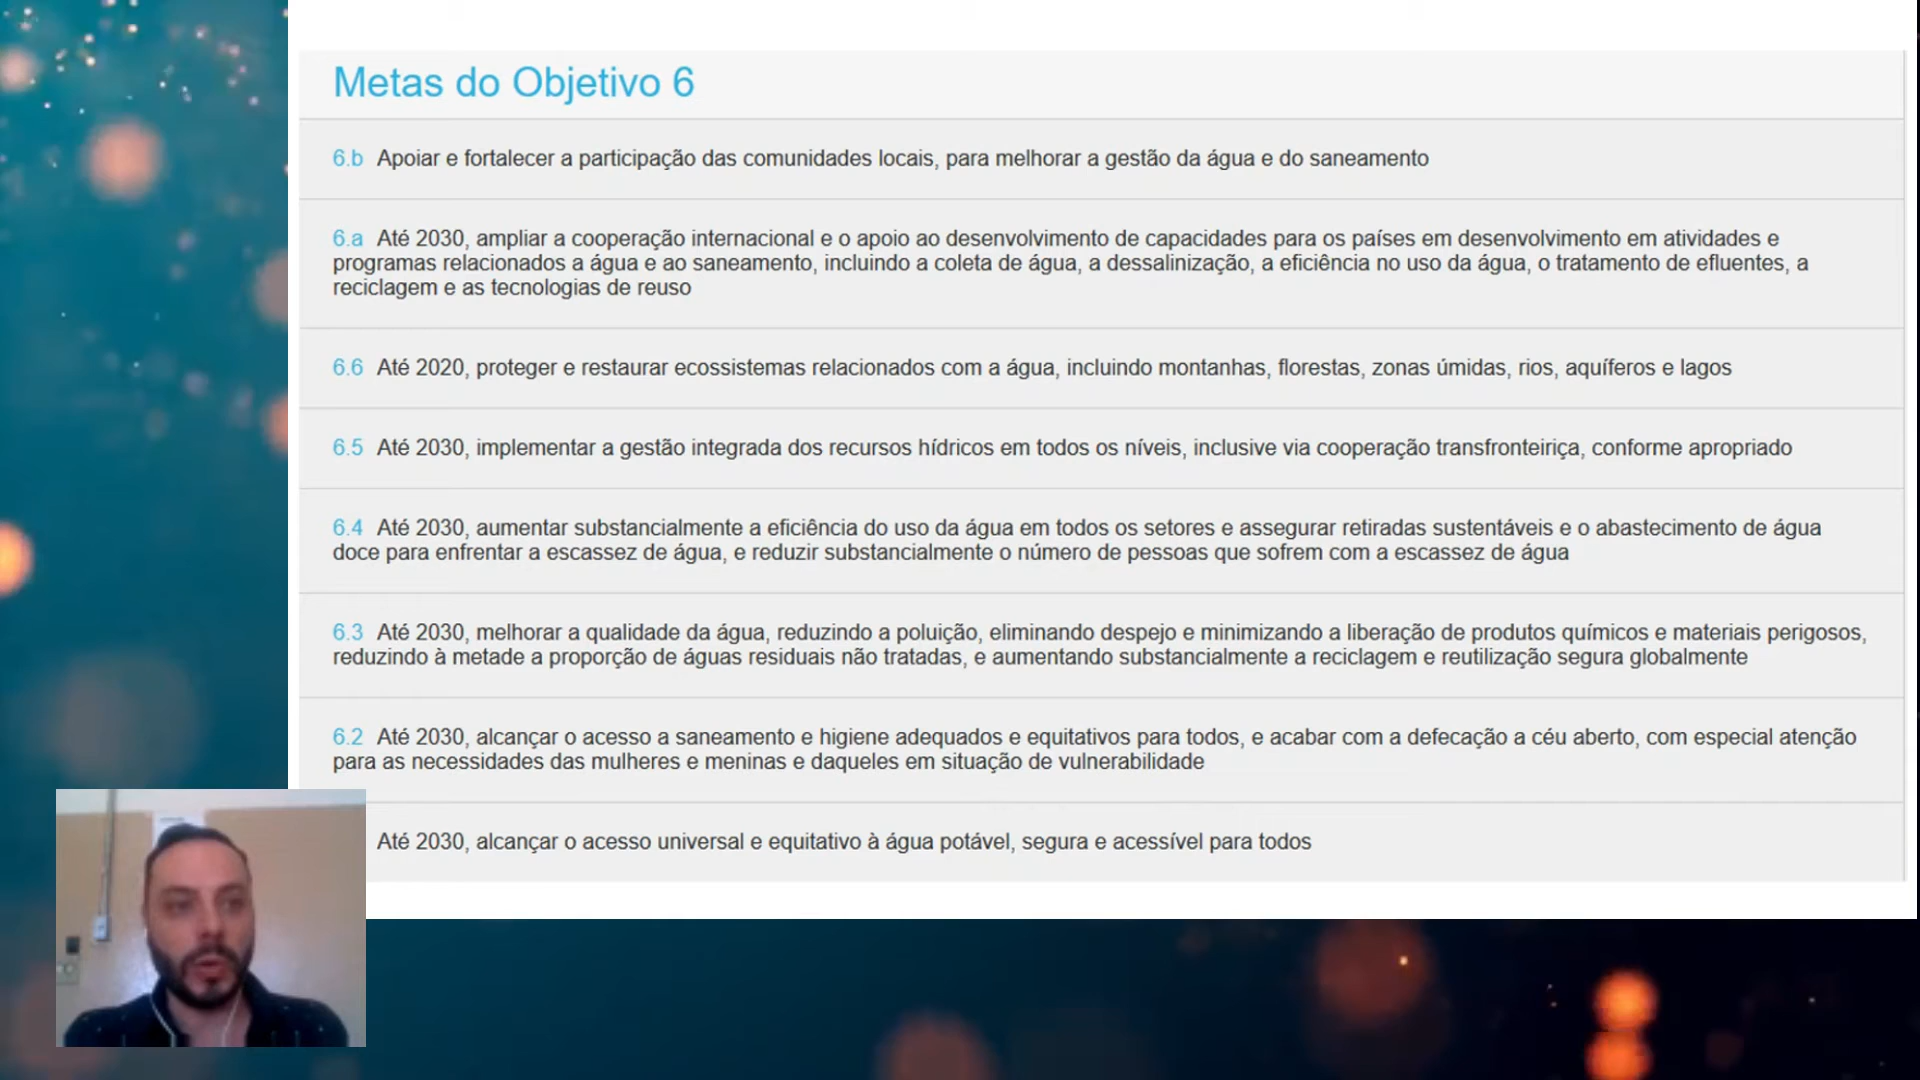 Metas do Objetivo 6
6.b Apoiar e fortalecer a participação das comunidades locais, para melhorar a gestão da água e do saneamento
6.a Até 2030, ampliar a cooperação internacional e o apoio ao desenvolvimento de capacidades para os países em desenvolvimento em atividades e
programas relacionados a água e ao saneamento, incluindo a coleta de água, a dessalinização, a eficiência no uso da água, o tratamento de efluentes, a
reciclagem e as tecnologias de reuso
6.6 Até 2020, proteger e restaurar ecossistemas relacionados com a água, incluindo montanhas, florestas, zonas úmidas, rios, aquíferos e lagos
6.5 Até 2030, implementar a gestão integrada dos recursos hídricos em todos os níveis, inclusive via cooperação transfronteiriça, conforme apropriado
6.4 Até 2030, aumentar substancialmente a eficiência do uso da água em todos os setores e assegurar retiradas sustentáveis e o abastecimento de água
doce para enfrentar a escassez de água, e reduzir substancialmente o número de pessoas que sofrem com a escassez de água
6.3 Até 2030, melhorar a qualidade da água, reduzindo a poluição, eliminando despejo e minimizando a liberação de produtos químicos e materiais perigosos,
reduzindo à metade a proporção de águas residuais não tratadas, e aumentando substancialmente a reciclagem e reutilização segura globalmente
6.2 Até 2030, alcançar o acesso a saneamento e higiene adequados e equitativos para todos, e acabar com a defecação a céu aberto, com especial atenção
para as necessidades das mulheres e meninas e daqueles em situação de vulnerabilidade
Até 2030, alcançar o acesso universal e equitativo à água potável, segura e acessível para todos